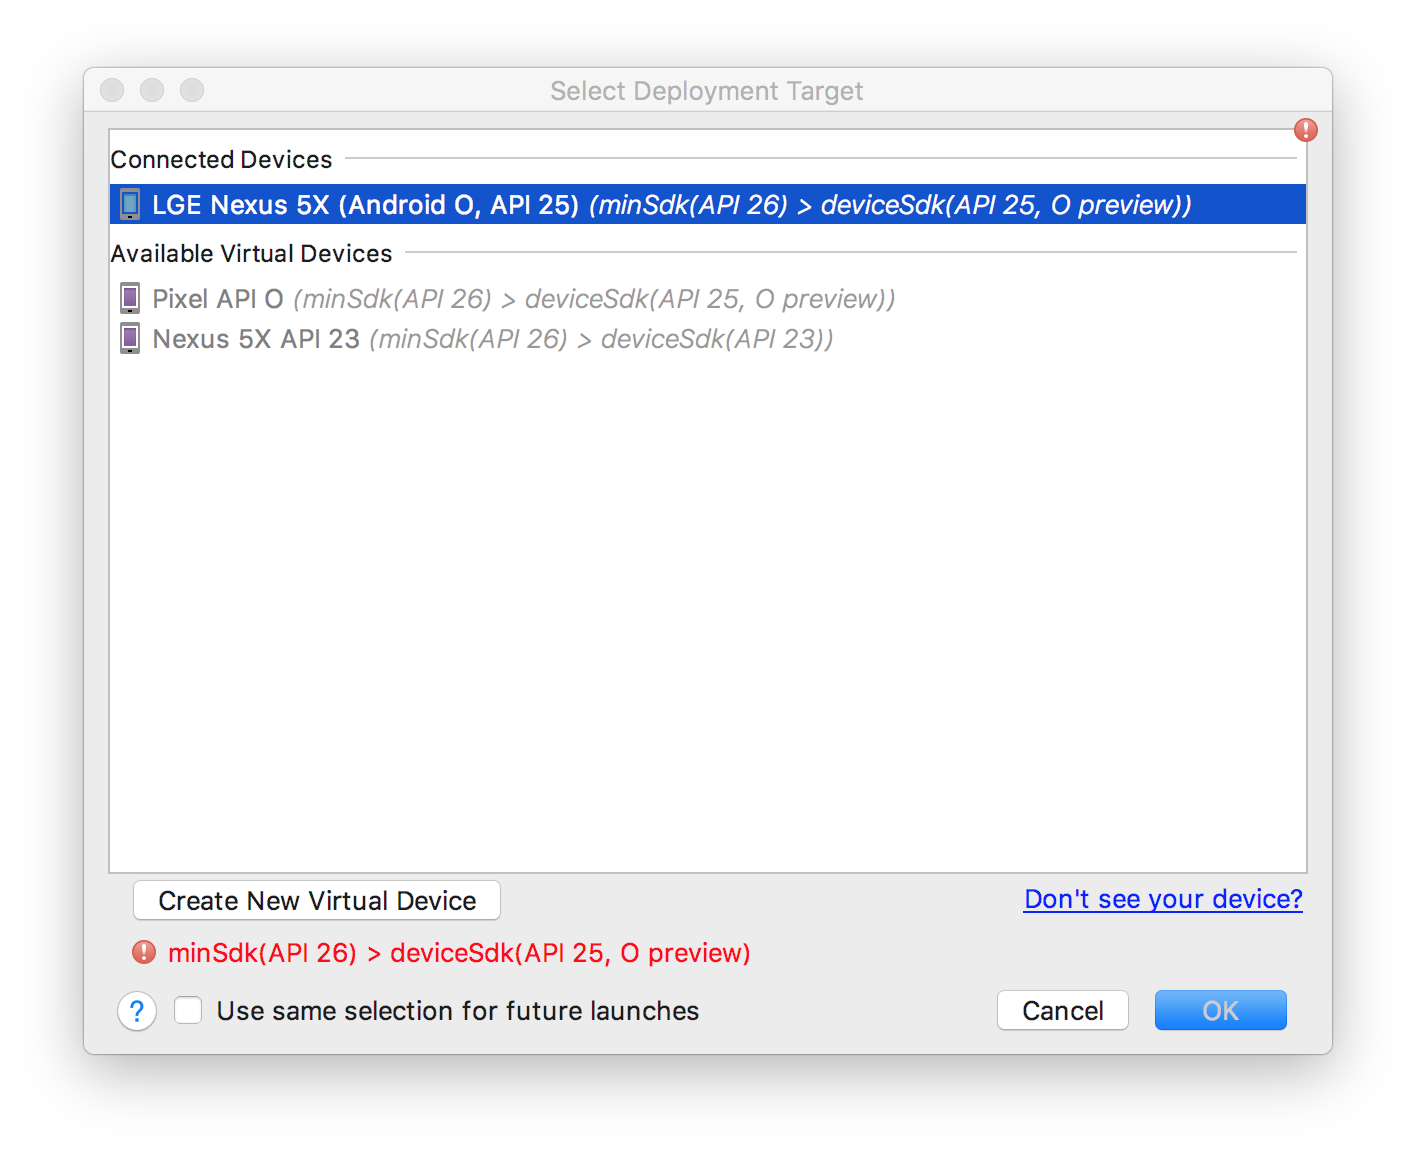 Select Deployment Target
Connected Devices
LGE Nexus 5X (Android O, API 25) (minSdk(API 26) > deviceSdk(API 25, O preview))
Available Virtual Devices
Pixel API O (minSdk(API 26) > deviceSdk(API 25, O preview))
Nexus 5X API 23 (minSdk(API 26) > deviceSdk(API 23))
Create New Virtual Device
Don't see your device?
minSdk(API 26) > deviceSdk(API 25, O preview)
? Use same selection for future launches
Cancel
OK